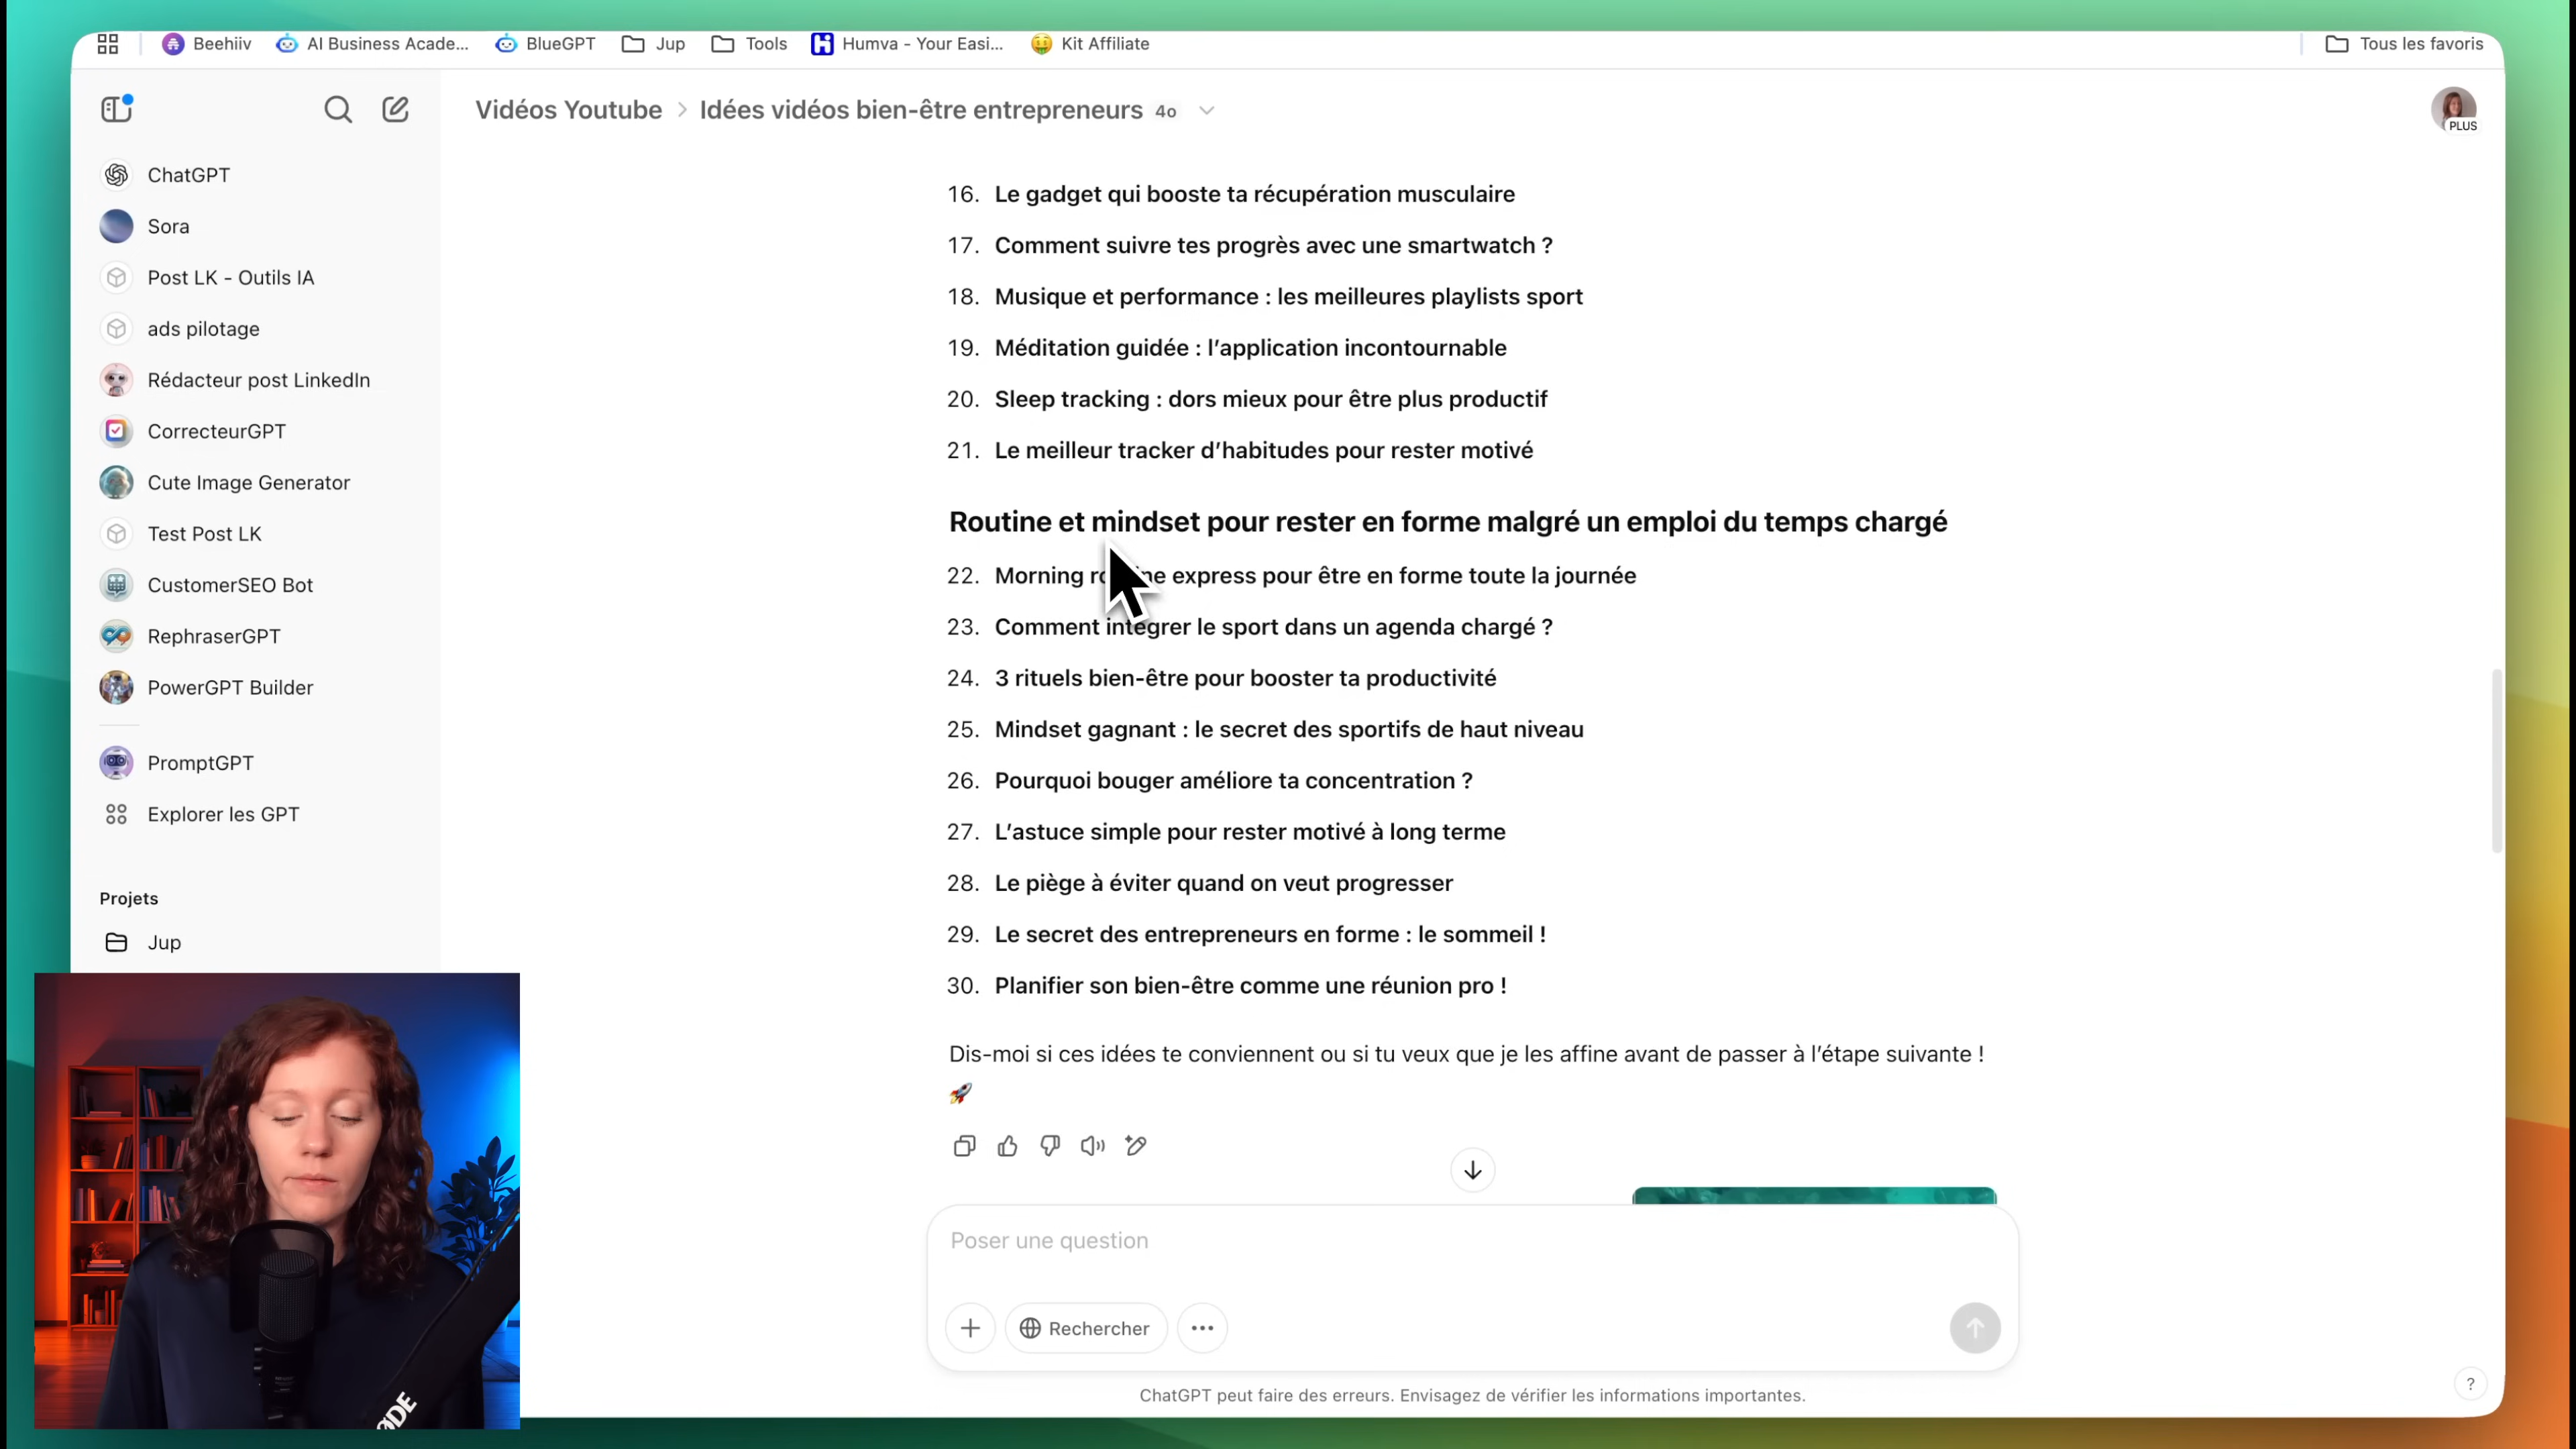 Beehiiv
AI Business Acade...
BlueGPT
Jup
Tools
Humva - Your Easi...
Kit Affiliate
Tous les favoris
Vidéos Youtube > Idées vidéos bien-être entrepreneurs 4o
PLUS
ChatGPT
Sora
Post LK - Outils IA
ads pilotage
Rédacteur post LinkedIn
CorrecteurGPT
Cute Image Generator
Test Post LK
CustomerSEO Bot
RephraserGPT
PowerGPT Builder
PromptGPT
Explorer les GPT
Projets
Jup
16. Le gadget qui booste ta récupération musculaire
17. Comment suivre tes progrès avec une smartwatch ?
18. Musique et performance : les meilleures playlists sport
19. Méditation guidée : l’application incontournable
20. Sleep tracking : dors mieux pour être plus productif
21. Le meilleur tracker d’habitudes pour rester motivé
Routine et mindset pour rester en forme malgré un emploi du temps chargé
22. Morning routine express pour être en forme toute la journée
23. Comment intégrer le sport dans un agenda chargé ?
24. 3 rituels bien-être pour booster ta productivité
25. Mindset gagnant : le secret des sportifs de haut niveau
26. Pourquoi bouger améliore ta concentration ?
27. L’astuce simple pour rester motivé à long terme
28. Le piège à éviter quand on veut progresser
29. Le secret des entrepreneurs en forme : le sommeil !
30. Planifier son bien-être comme une réunion pro !
Dis-moi si ces idées te conviennent ou si tu veux que je les affine avant de passer à l’étape suivante !
🚀
Poser une question
Rechercher
ChatGPT peut faire des erreurs. Envisagez de vérifier les informations importantes.
?